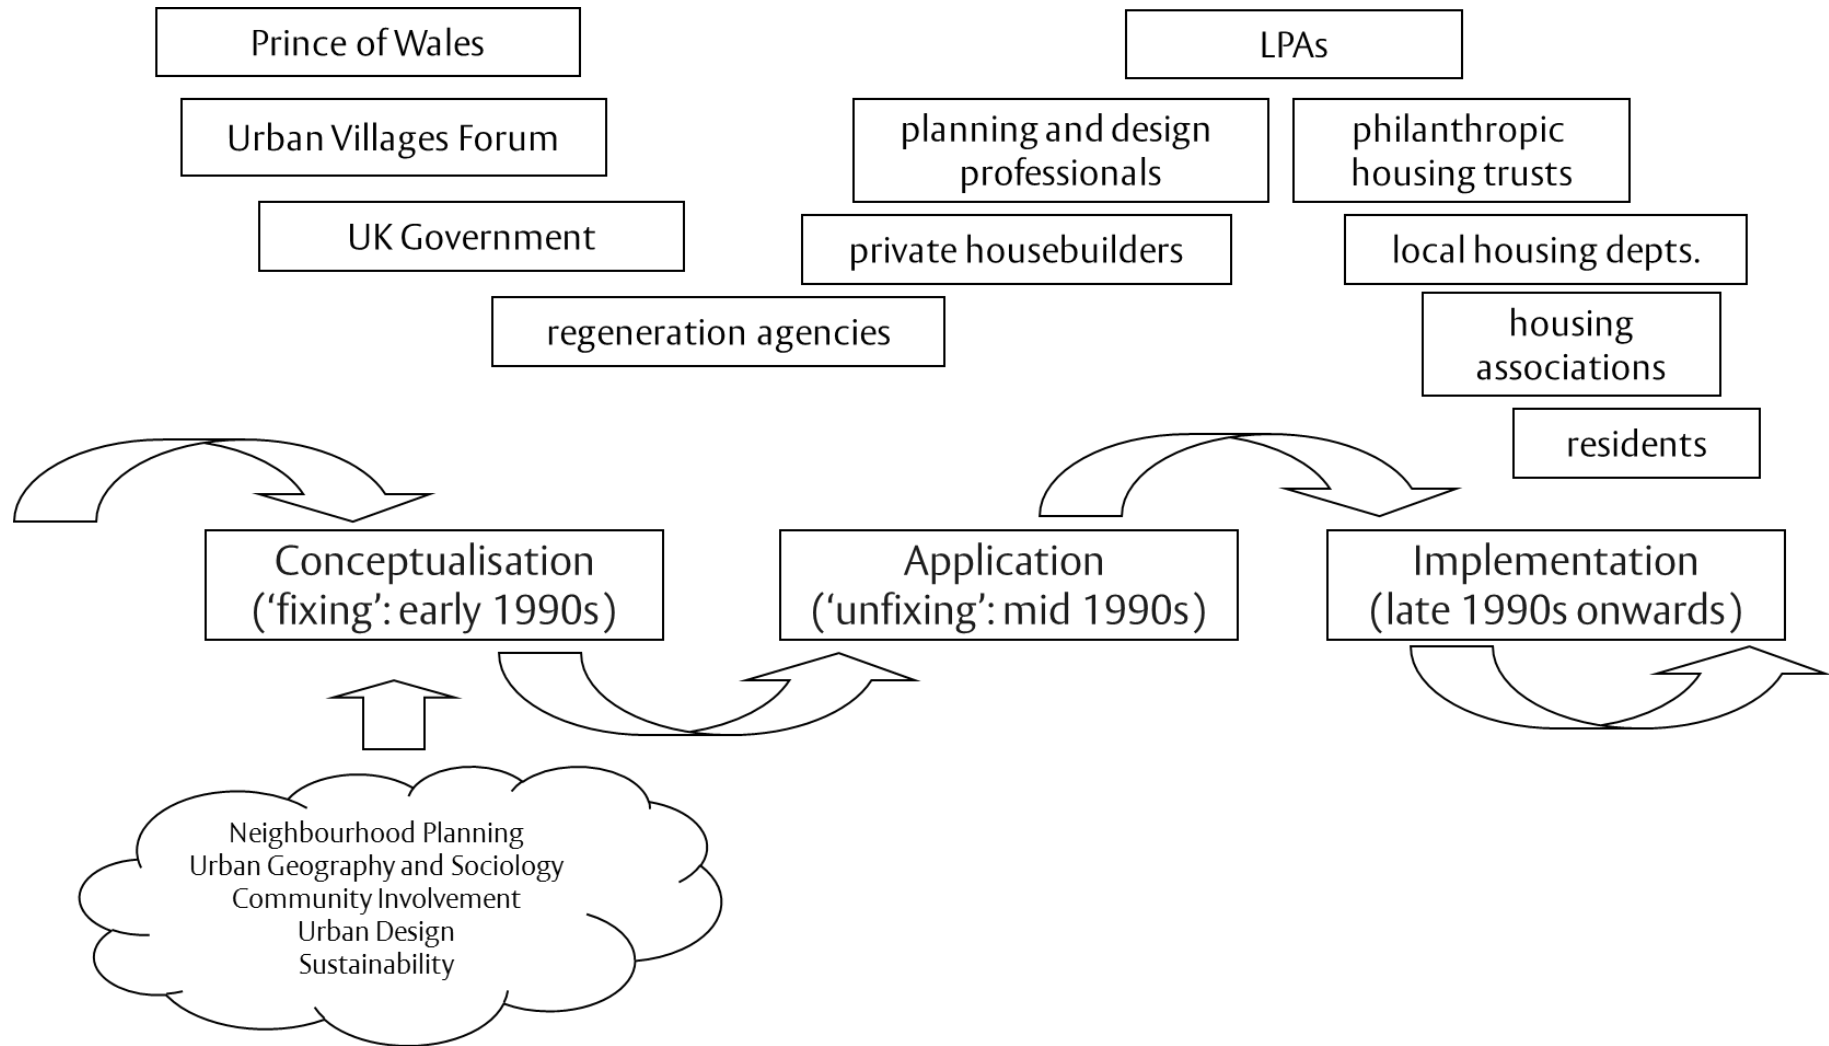 Prince of Wales
LPAs
Urban Villages Forum
planning and design
professionals
philanthropic
housing trusts
UK Government
private housebuilders
local housing depts.
regeneration agencies
housing
associations
residents
Conceptualisation
(‘fixing’: early 1990s)
Application
(‘unfixing’: mid 1990s)
Implementation
(late 1990s onwards)
Neighbourhood Planning
Urban Geography and Sociology
Community Involvement
Urban Design
Sustainability